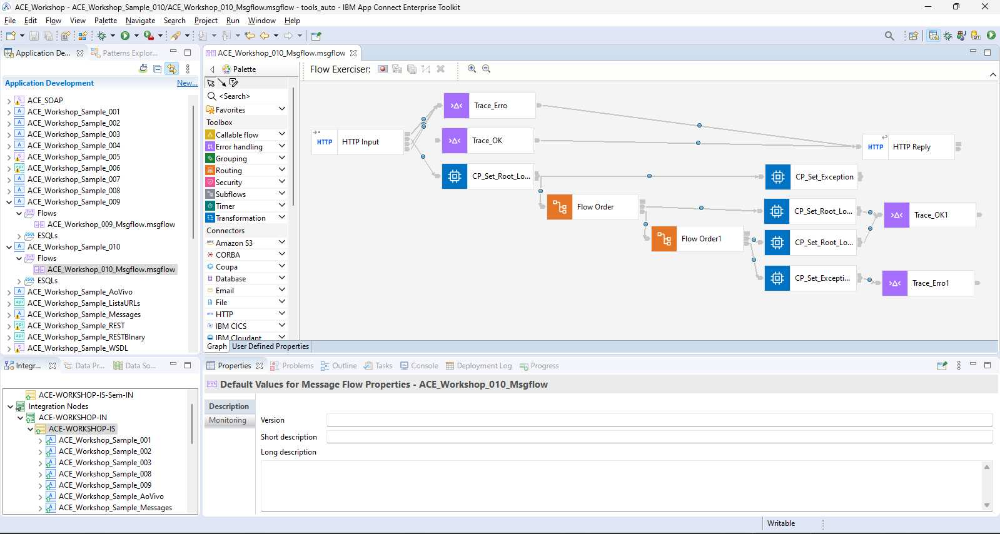 ACE_Workshop - ACE_Workshop_Sample_010/ACE_Workshop_010_Msgflow.msgflow - tools_auto - IBM App Connect Enterprise Toolkit
File Edit Flow View Palette Navigate Search Project Run Window Help
Application De... Patterns Explor...
Application Development New...
ACE_SOAP
ACE_Workshop_Sample_001
ACE_Workshop_Sample_002
ACE_Workshop_Sample_003
ACE_Workshop_Sample_004
ACE_Workshop_Sample_005
ACE_Workshop_Sample_006
ACE_Workshop_Sample_007
ACE_Workshop_Sample_008
ACE_Workshop_Sample_009
Flows
ACE_Workshop_009_Msgflow.msgflow
ESQLs
ACE_Workshop_Sample_010
Flows
ACE_Workshop_010_Msgflow.msgflow
ESQLs
ACE_Workshop_Sample_AoVivo
ACE_Workshop_Sample_ListaURLs
ACE_Workshop_Sample_Messages
ACE_Workshop_Sample_REST
ACE_Workshop_Sample_RESTBInary
ACE_Workshop_Sample_WSDL
ACE_Workshop_010_Msgflow.msgflow
Palette
<Search>
Favorites
Toolbox
Callable flow
Error handling
Grouping
Routing
Security
Subflows
Timer
Transformation
Connectors
Amazon S3
CORBA
Coupa
Database
Email
File
HTTP
IBM CICS
IBM Cloudant
Flow Exerciser:
Trace_Erro
HTTP HTTP Input
Trace_OK
HTTP HTTP Reply
CP_Set_Root_Lo...
CP_Set_Exception
Flow Order
CP_Set_Root_Lo...
Trace_OK1
Flow Order1
CP_Set_Root_Lo...
CP_Set_Excepti...
Trace_Erro1
Graph User Defined Properties
Integr... Data Pr... Data So...
ACE-WORKSHOP-IS-Sem-IN
Integration Nodes
ACE-WORKSHOP-IN
ACE-WORKSHOP-IS
ACE_Workshop_Sample_001
ACE_Workshop_Sample_002
ACE_Workshop_Sample_003
ACE_Workshop_Sample_008
ACE_Workshop_Sample_009
ACE_Workshop_Sample_AoVivo
ACE_Workshop_Sample_Messages
Properties Problems Outline Tasks Console Deployment Log Progress
Default Values for Message Flow Properties - ACE_Workshop_010_Msgflow
Description
Monitoring
Version
Short description
Long description
Writable